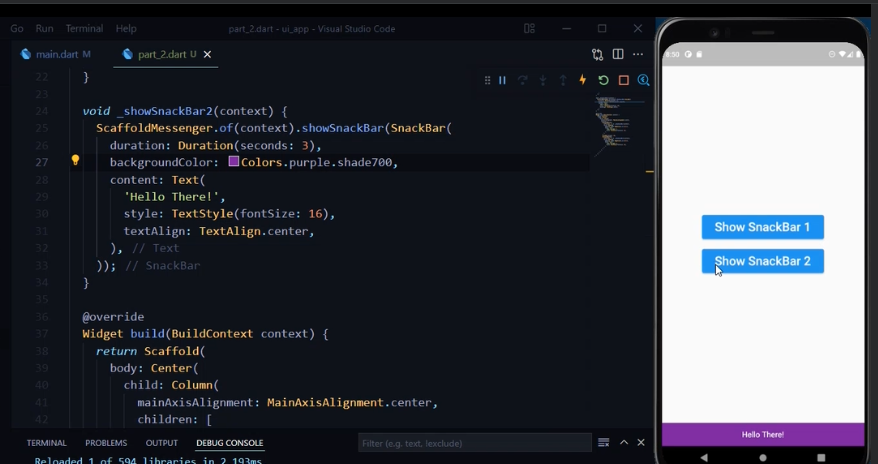 Go Run Terminal Help part_2.dart - ui_app - Visual Studio Code
main.dart M part_2.dart U
22 }
23
24 void _showSnackBar2(context) {
25 ScaffoldMessenger.of(context).showSnackBar(SnackBar(
26 duration: Duration(seconds: 3),
27 backgroundColor: Colors.purple.shade700,
28 content: Text(
29 'Hello There!',
30 style: TextStyle(fontSize: 16),
31 textAlign: TextAlign.center,
32 ), // Text
33 )); // SnackBar
34 }
35
36 @override
37 Widget build(BuildContext context) {
38 return Scaffold(
39 body: Center(
40 child: Column(
41 mainAxisAlignment: MainAxisAlignment.center,
42 children: [
TERMINAL PROBLEMS OUTPUT DEBUG CONSOLE Filter (e.g. text, !exclude)
Reloaded 1 of 594 libraries in 2,193ms
8:50
Show SnackBar 1
Show SnackBar 2
Hello There!